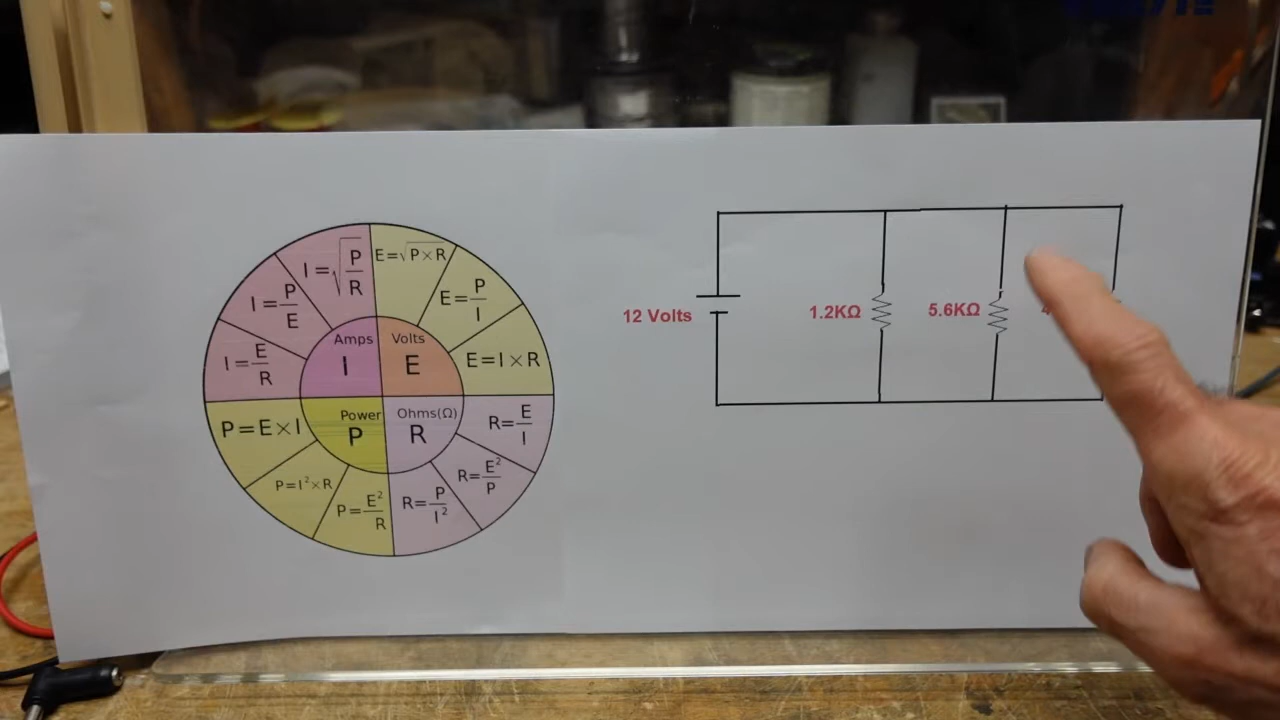 I=√P/R
E=√P×R
I=P/E
E=P/I
I=E/R
E=I×R
Amps
I
Volts
E
Power
P
Ohms(Ω)
R
P=E×I
R=E/I
P=I²×R
R=E²/P
P=E²/R
R=P/I²
12 Volts
1.2KΩ
5.6KΩ